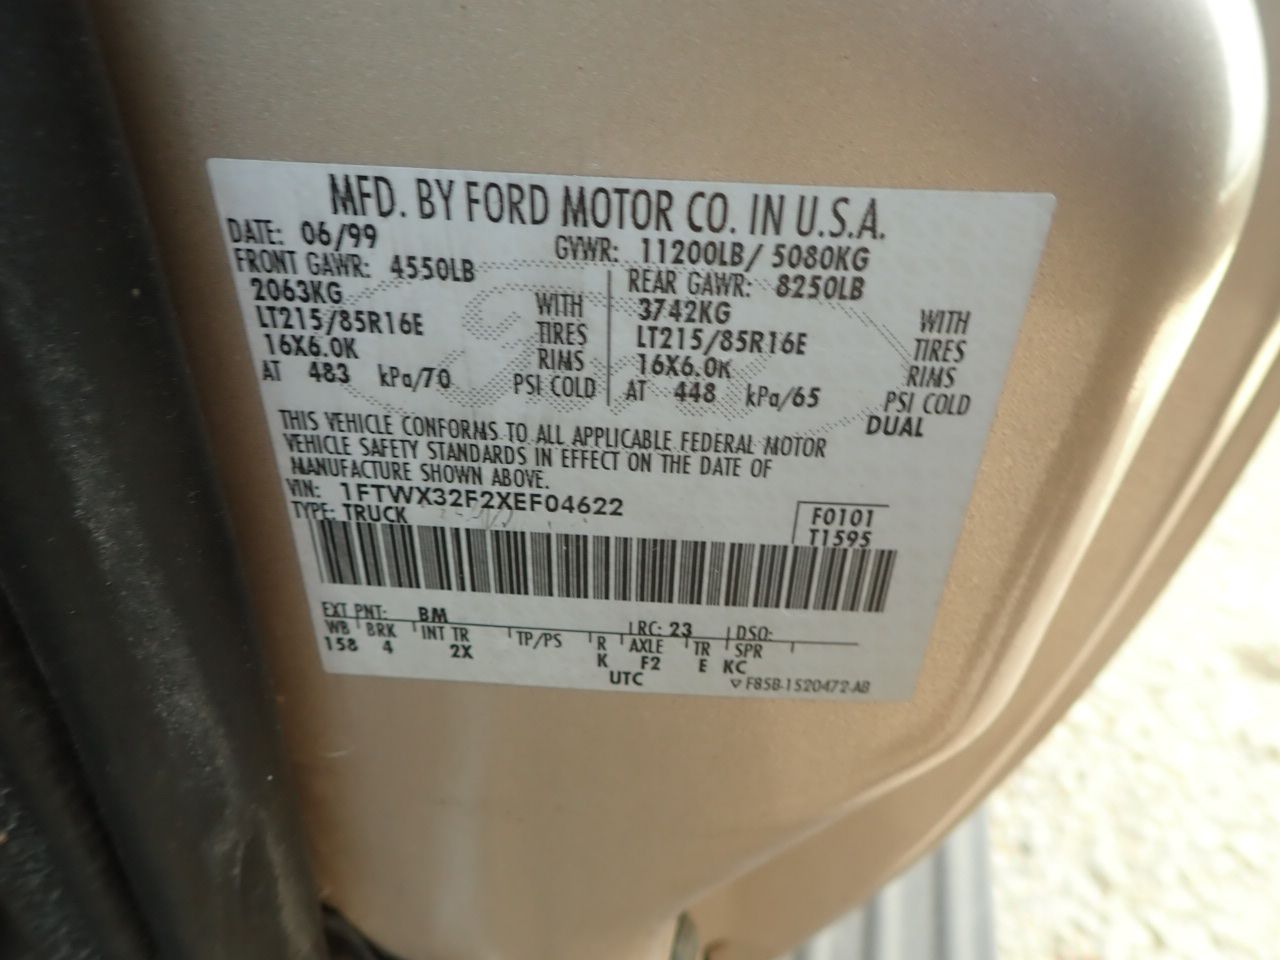 MFD. BY FORD MOTOR CO. IN U.S.A.
DATE: 06/99 GVWR: 11200LB/ 5080KG
FRONT GAWR: 4550LB REAR GAWR: 8250LB
2063KG WITH 3742KG WITH
LT215/85R16E TIRES LT215/85R16E TIRES
16X6.0K RIMS 16X6.0K RIMS
AT 483 kPa/70 PSI COLD AT 448 kPa/65 PSI COLD
DUAL
THIS VEHICLE CONFORMS TO ALL APPLICABLE FEDERAL MOTOR
VEHICLE SAFETY STANDARDS IN EFFECT ON THE DATE OF
MANUFACTURE SHOWN ABOVE.
VIN: 1FTWX32F2XEF04622 F0101
TYPE: TRUCK T1595
EXT PNT: BM RC: 23 DSO:
WB BRK INT TR TP/PS R AXLE TR SPR
158 4 2X K F2 E KC
UTC F85B-1520472-AB